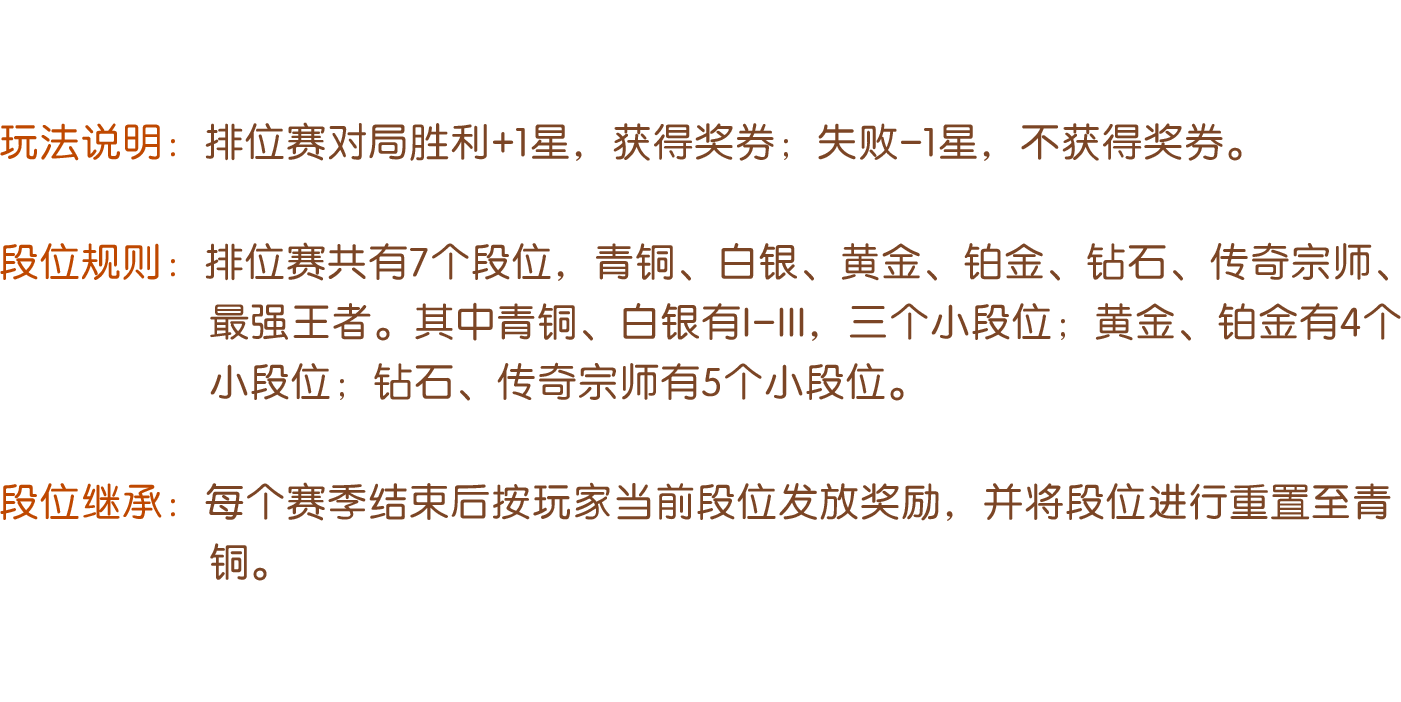 玩法说明：排位赛对局胜利+1星，获得奖券；失败-1星，不获得奖券。
段位规则：排位赛共有7个段位，青铜、白银、黄金、铂金、钻石、传奇宗师、
最强王者。其中青铜、白银有I-III，三个小段位；黄金、铂金有4个
小段位；钻石、传奇宗师有5个小段位。
段位继承：每个赛季结束后按玩家当前段位发放奖励，并将段位进行重置至青
铜。